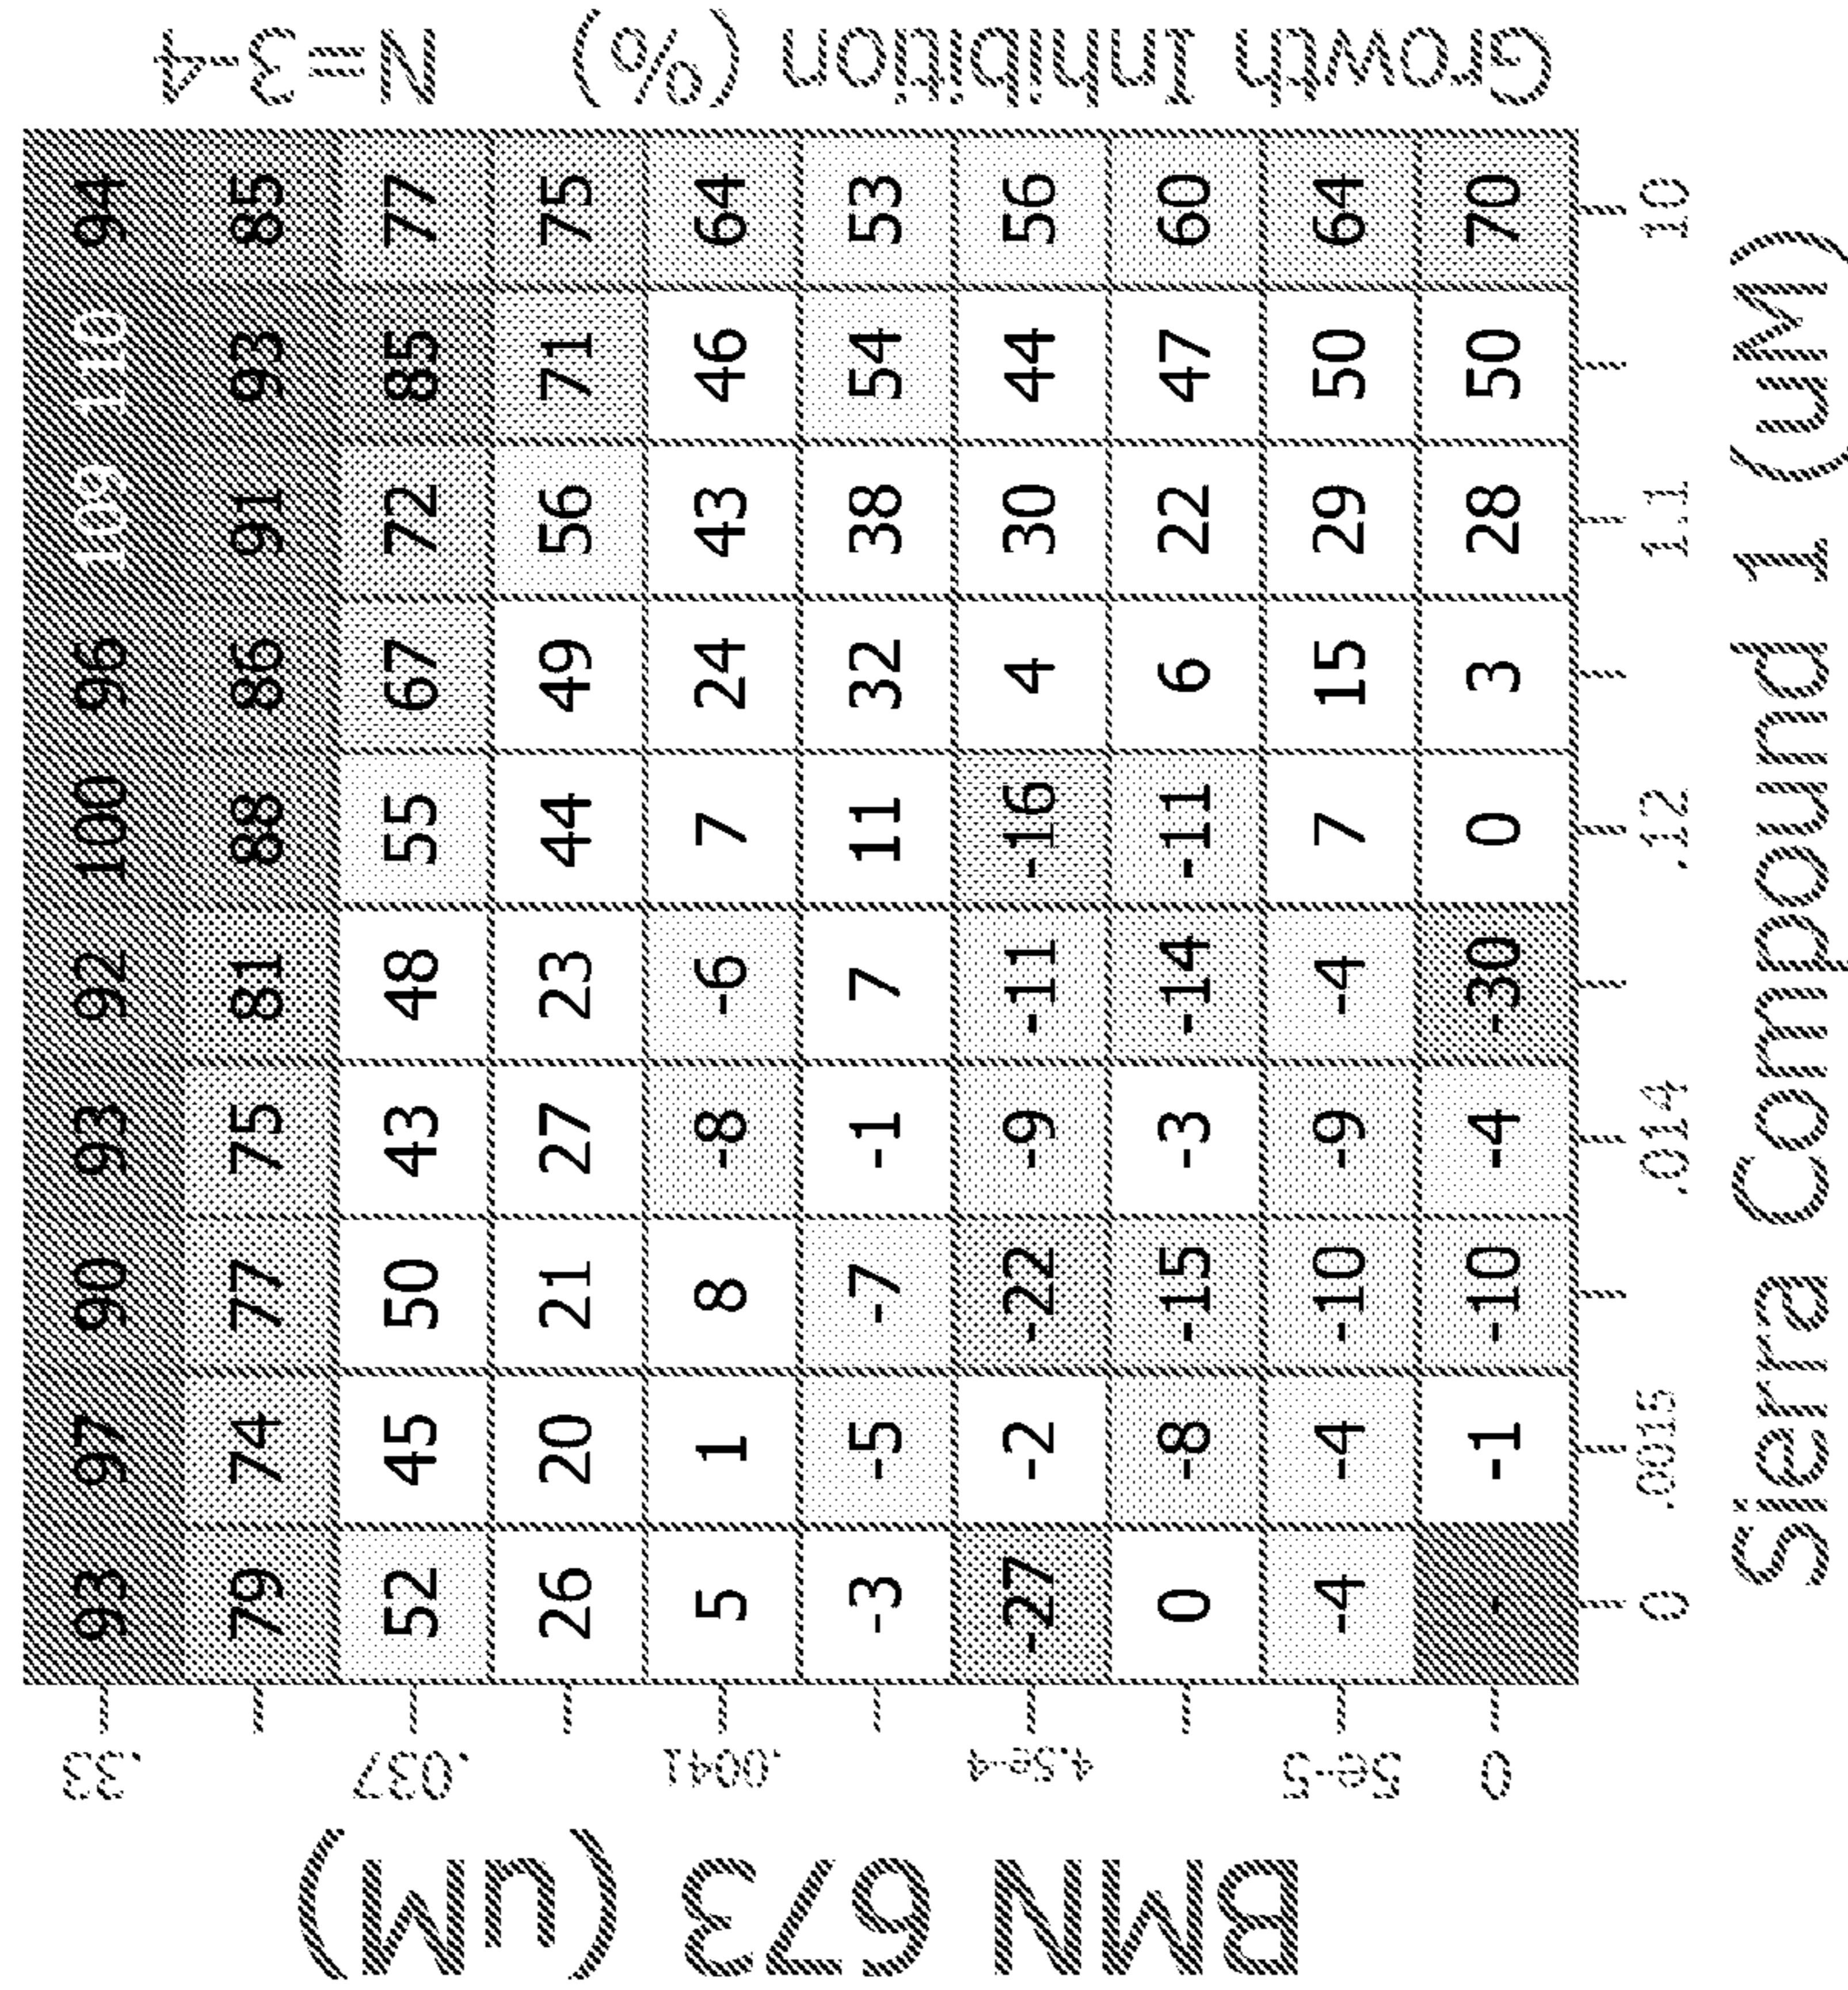 BMN 673 (uM)
.33 93 97 90 93 92 100 96 109 110 94
79 74 77 75 81 88 86 91 93 85
.037 52 45 50 43 48 55 67 72 85 77
26 20 21 27 23 44 49 56 71 75
.0041 5 1 8 -8 -6 7 24 43 46 64
-3 -5 -7 -1 7 11 32 38 54 53
4.5e-4 -27 -2 -22 -9 -11 -16 4 30 44 56
0 -8 -15 -3 -14 -11 6 22 47 60
5e-5 -4 -4 -10 -9 -4 7 15 29 50 64
0 - -1 -10 -4 -30 0 3 28 50 70
0 .0015 .014 .12 1.1 10
Sierra Compound 1 (uM)
Growth Inhibition (%) N=3-4